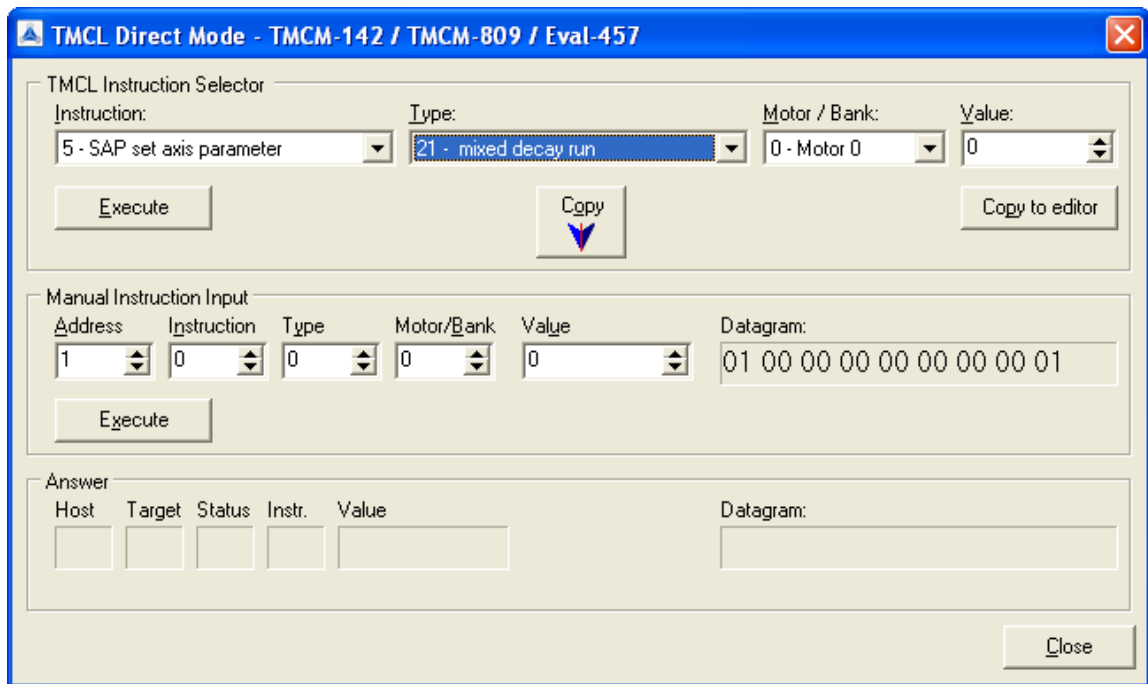 TMCL Direct Mode - TMCM-142 / TMCM-809 / Eval-457
TMCL Instruction Selector
Instruction: Type: Motor / Bank: Value:
5 - SAP set axis parameter 21 - mixed decay run 0 - Motor 0 0
Execute Copy Copy to editor
Manual Instruction Input
Address Instruction Type Motor/Bank Value Datagram:
1 0 0 0 0 01 00 00 00 00 00 00 00 01
Execute
Answer
Host Target Status Instr. Value Datagram:
Close